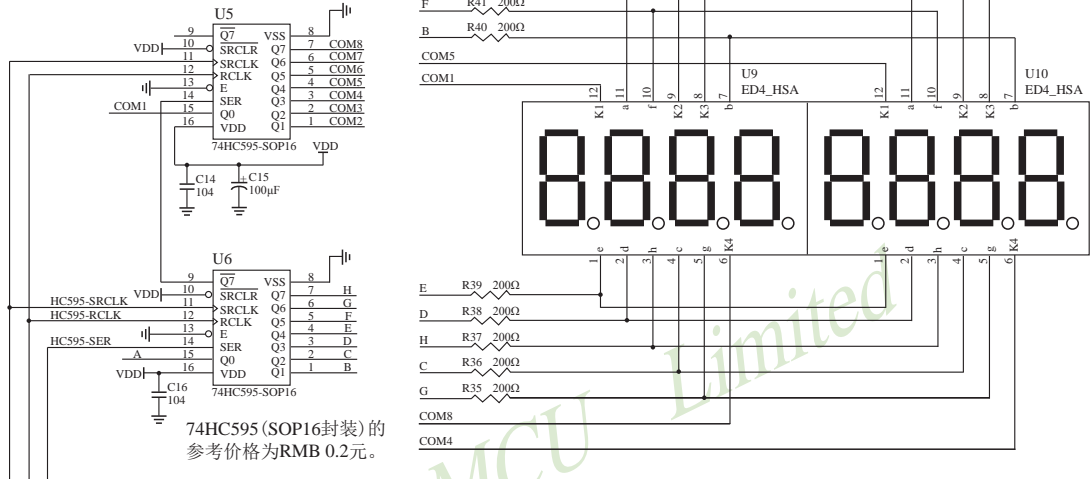 U5
9 Q7 VSS 8
VDD 10 SRCLR Q7 7 COM8
11 SRCLK Q6 6 COM7
12 RCLK Q5 5 COM6
13 E Q4 4 COM5
14 SER Q3 3 COM4
COM1 15 Q0 Q2 2 COM3
16 VDD Q1 1 COM2
74HC595-SOP16
VDD
C14
104
+ C15
100μF
U6
9 Q7 VSS 8
VDD 10 SRCLR Q7 7 H
HC595-SRCLK 11 SRCLK Q6 6 G
HC595-RCLK 12 RCLK Q5 5 F
13 E Q4 4 E
HC595-SER 14 SER Q3 3 D
A 15 Q0 Q2 2 C
VDD 16 VDD Q1 1 B
74HC595-SOP16
C16
104
74HC595(SOP16封装)的
参考价格为RMB 0.2元。
F R41 200Ω
B R40 200Ω
COM5
COM1
U9
ED4_HSA
U10
ED4_HSA
12 11 10 9 8 7
K1 a f K2 K3 b
12 11 10 9 8 7
K1 a f K2 K3 b
e d h c g K4
1 2 3 4 5 6
e d h c g K4
1 2 3 4 5 6
E R39 200Ω
D R38 200Ω
H R37 200Ω
C R36 200Ω
G R35 200Ω
COM8
COM4
MCU Limited